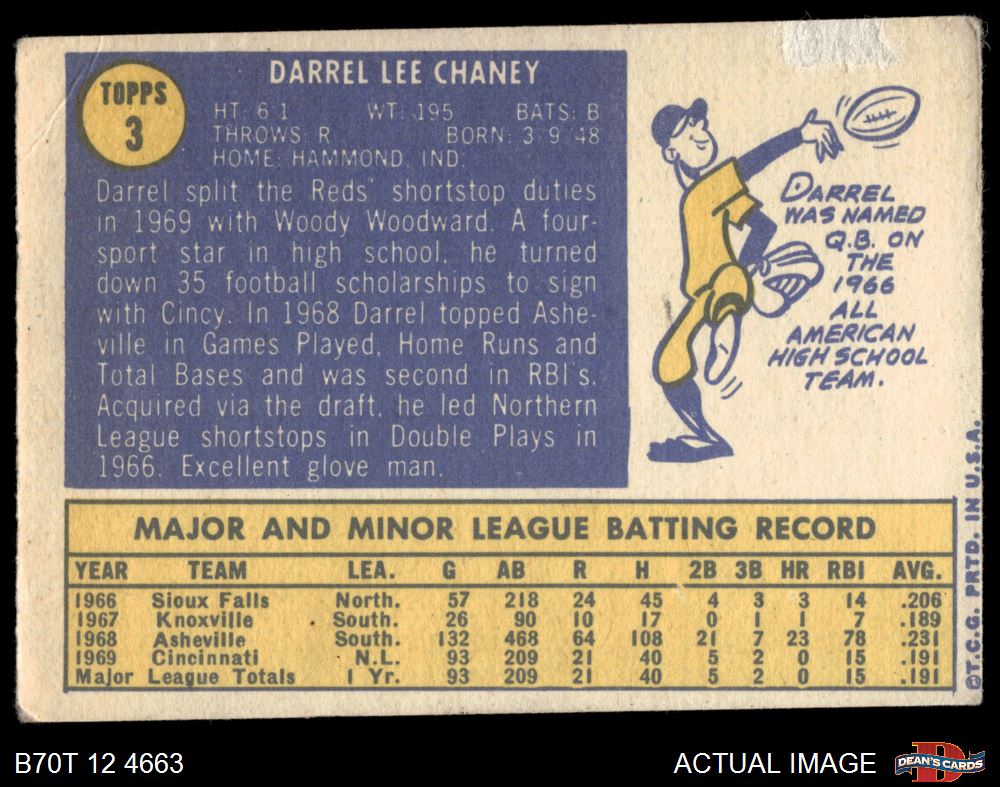 TOPPS
3
DARREL LEE CHANEY
HT: 6 1 WT: 195 BATS: B
THROWS: R BORN: 3 9 48
HOME: HAMMOND, IND.
Darrel split the Reds' shortstop duties
in 1969 with Woody Woodward. A four-
sport star in high school, he turned
down 35 football scholarships to sign
with Cincy. In 1968 Darrel topped Ashe-
ville in Games Played, Home Runs and
Total Bases and was second in RBI's.
Acquired via the draft, he led Northern
League shortstops in Double Plays in
1966. Excellent glove man.
DARREL
WAS NAMED
Q.B. ON
THE
1966
ALL
AMERICAN
HIGH SCHOOL
TEAM.
MAJOR AND MINOR LEAGUE BATTING RECORD
YEAR TEAM LEA. G AB R H 2B 3B HR RBI AVG.
1966 Sioux Falls North. 57 218 24 45 4 3 3 14 .206
1967 Knoxville South. 26 90 10 17 0 1 1 7 .189
1968 Asheville South. 132 468 64 108 21 7 23 78 .231
1969 Cincinnati N.L. 93 209 21 40 5 2 0 15 .191
Major League Totals 1 Yr. 93 209 21 40 5 2 0 15 .191
©T.C.G. PRTD. IN U.S.A.
B70T 12 4663
ACTUAL IMAGE
D
DEAN'S CARDS